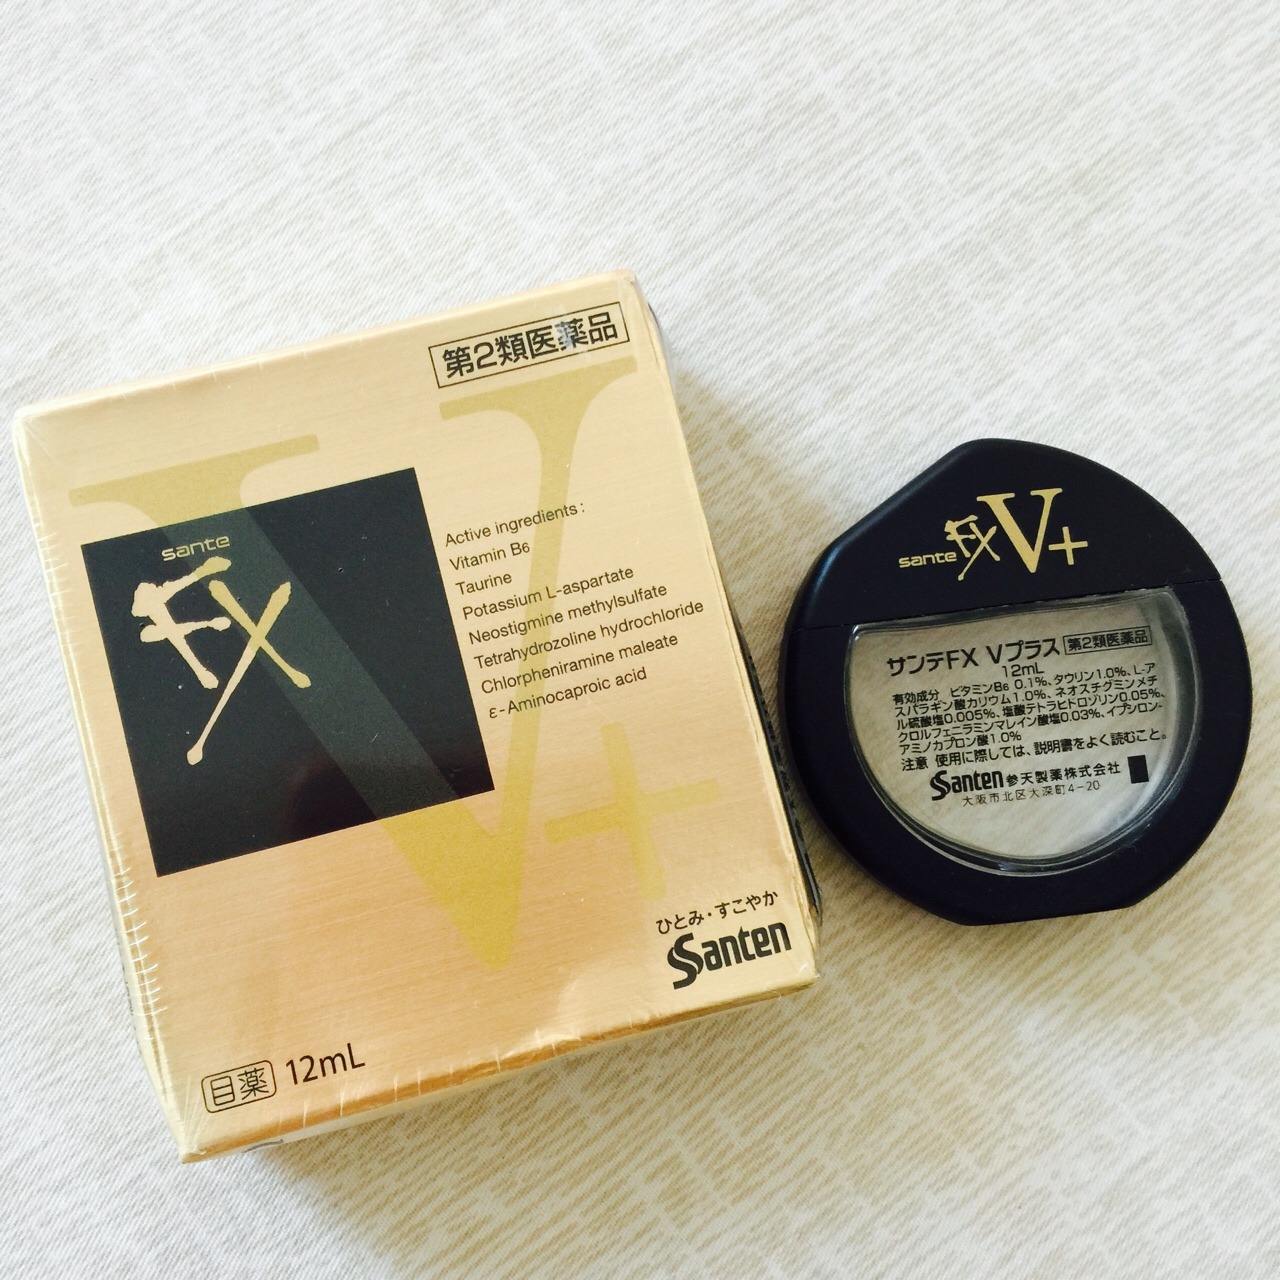 第2類医薬品
V
sante
FX
Active ingredients :
Vitamin B6
Taurine
Potassium L-aspartate
Neostigmine methylsulfate
Tetrahydrozoline hydrochloride
Chlorpheniramine maleate
ε-Aminocaproic acid
V+
ひとみ・すこやか
Santen
目薬 12mL
sante FX V+
サンテFX Vプラス 第2類医薬品
12mL
有効成分 ビタミンB6 0.1%、タウリン1.0%、L-ア
スパラギン酸カリウム1.0%、ネオスチグミンメチ
ル硫酸塩0.005%、塩酸テトラヒドロゾリン0.05%、
クロルフェニラミンマレイン酸塩0.03%、イプシロン-
アミノカプロン酸1.0%
注意 使用に際しては、説明書をよく読むこと。
Santen 参天製薬株式会社
大阪市北区大深町4-20